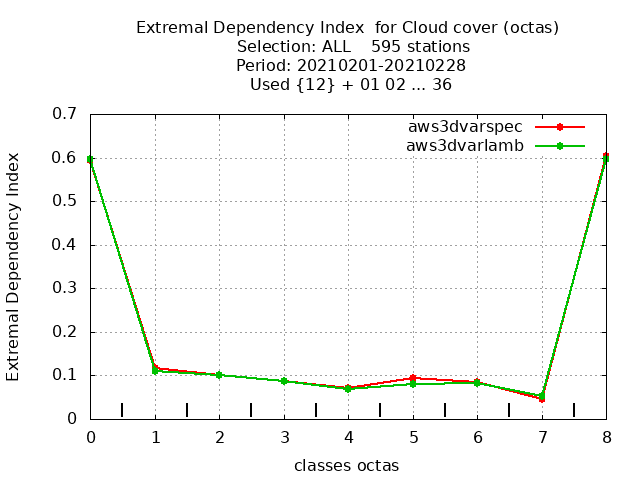 Extremal Dependency Index  for Cloud cover (octas)
Selection: ALL    595 stations
Period: 20210201-20210228
Used {12} + 01 02 ... 36
aws3dvarspec
aws3dvarlamb
Extremal Dependency Index
0.7
0.6
0.5
0.4
0.3
0.2
0.1
0
0 1 2 3 4 5 6 7 8
classes octas